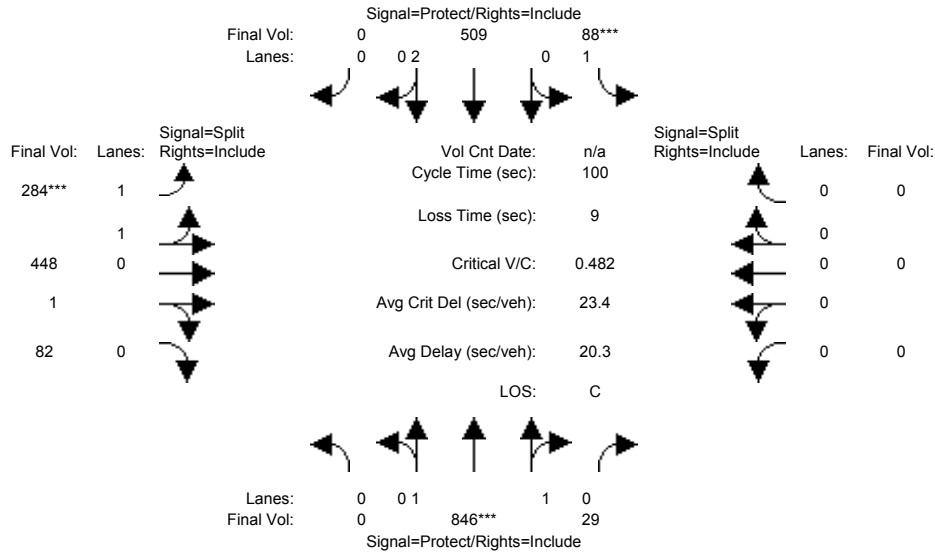 Signal=Protect/Rights=Include
Final Vol: 0 509 88***
Lanes: 0 0 2 0 1
Signal=Split Signal=Split
Final Vol: Lanes: Rights=Include Vol Cnt Date: n/a Rights=Include Lanes: Final Vol:
Cycle Time (sec): 100
284*** 1 0 0
Loss Time (sec): 9
1 0
448 0 Critical V/C: 0.482 0 0
1 Avg Crit Del (sec/veh): 23.4 0
82 0 Avg Delay (sec/veh): 20.3 0 0
LOS: C
Lanes: 0 0 1 1 0
Final Vol: 0 846*** 29
Signal=Protect/Rights=Include